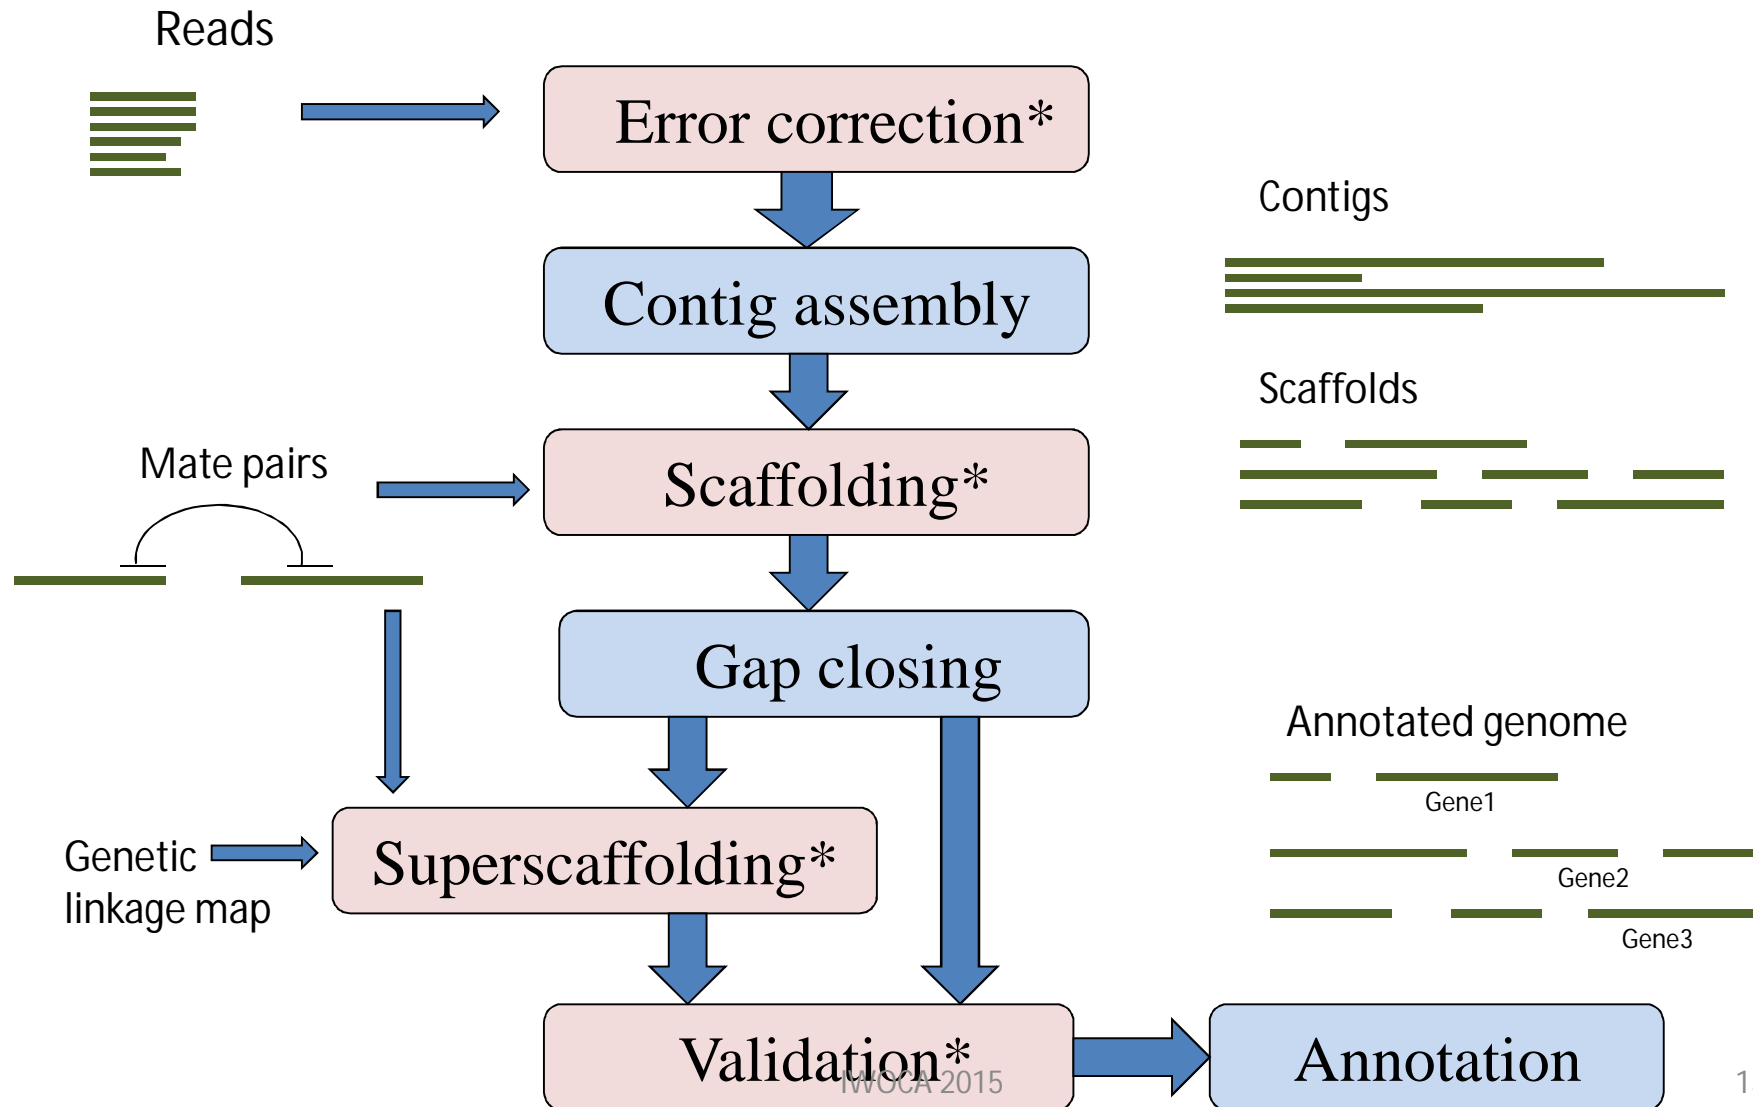 Reads
Error correction*
Contigs
Contig assembly
Scaffolds
Mate pairs
Scaffolding*
Gap closing
Annotated genome
Gene1
Superscaffolding*
Genetic
linkage map
Gene2
Gene3
Validation*
Annotation
IWOCA 2015